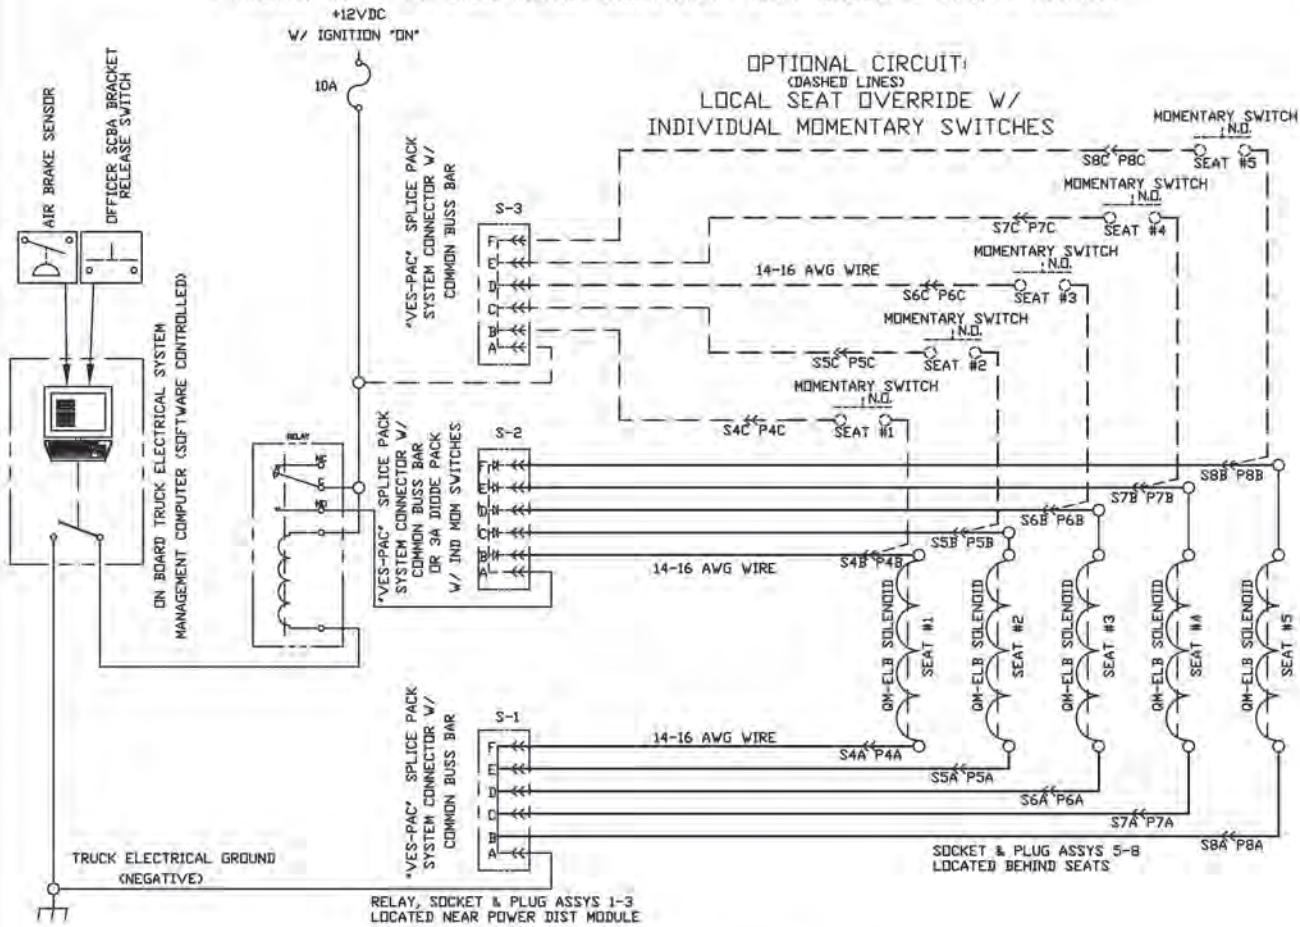 +12VDC
W/ IGNITION "ON"
10A
AIR BRAKE SENSOR
OFFICER SCBA BRACKET
RELEASE SWITCH
ON BOARD TRUCK ELECTRICAL SYSTEM
MANAGEMENT COMPUTER (SOFTWARE CONTROLLED)
OPTIONAL CIRCUIT:
(DASHED LINES)
LOCAL SEAT OVERRIDE W/
INDIVIDUAL MOMENTARY SWITCHES
MOMENTARY SWITCH
N.O.
S8C P8C
SEAT #5
MOMENTARY SWITCH
N.O.
S7C P7C
SEAT #4
MOMENTARY SWITCH
N.O.
14-16 AWG WIRE
S6C P6C
SEAT #3
MOMENTARY SWITCH
N.O.
S5C P5C
SEAT #2
MOMENTARY SWITCH
N.O.
S4C P4C
SEAT #1
"VES-PAC" SPLICE PACK
SYSTEM CONNECTOR W/
COMMON BUSS BAR
S-3
F
E
D
C
B
A
RELAY
NC
C
NO
"VES-PAC" SPLICE PACK
SYSTEM CONNECTOR W/
COMMON BUSS BAR
OR 3A DIODE PACK
W/ IND MOM SWITCHES
S-2
F
E
D
C
B
A
S8B P8B
S7B P7B
S6B P6B
S5B P5B
S4B P4B
14-16 AWG WIRE
QM-ELB SOLENOID
SEAT #1
QM-ELB SOLENOID
SEAT #2
QM-ELB SOLENOID
SEAT #3
QM-ELB SOLENOID
SEAT #4
QM-ELB SOLENOID
SEAT #5
"VES-PAC" SPLICE PACK
SYSTEM CONNECTOR W/
COMMON BUSS BAR
S-1
F
E
D
C
B
A
14-16 AWG WIRE
S4A P4A
S5A P5A
S6A P6A
S7A P7A
S8A P8A
SOCKET & PLUG ASSYS 5-8
LOCATED BEHIND SEATS
TRUCK ELECTRICAL GROUND
(NEGATIVE)
RELAY, SOCKET & PLUG ASSYS 1-3
LOCATED NEAR POWER DIST MODULE